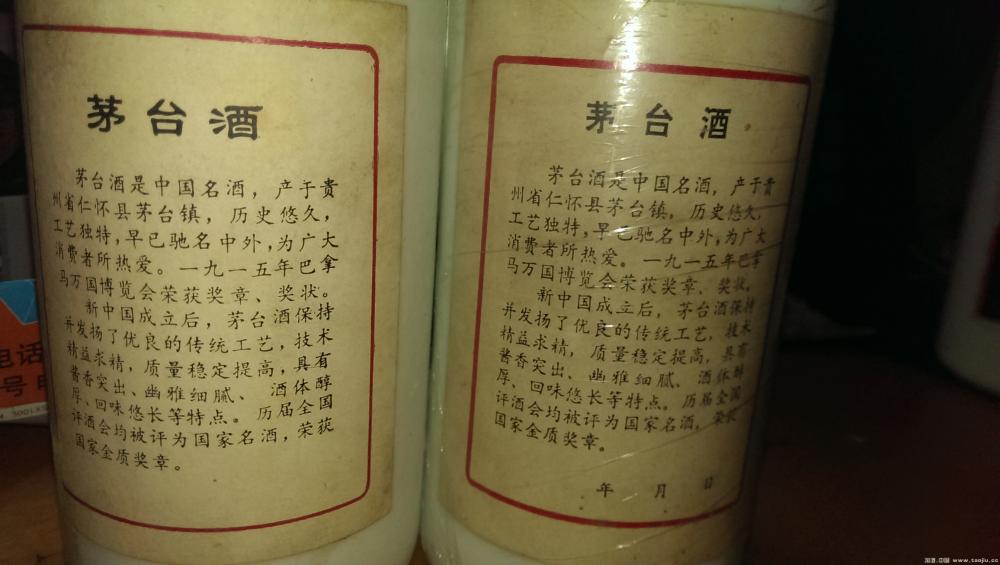 茅台酒
茅台酒是中国名酒，产于贵
州省仁怀县茅台镇，历史悠久，
工艺独特，早已驰名中外，为广大
消费者所热爱。一九一五年巴拿
马万国博览会荣获奖章、奖状。
新中国成立后，茅台酒保持
并发扬了优良的传统工艺，技术
精益求精，质量稳定提高，具有
酱香突出、幽雅细腻、酒体醇
厚、回味悠长等特点。历届全国
评酒会均被评为国家名酒，荣获
国家金质奖章。
茅台酒
茅台酒是中国名酒，产于贵
州省仁怀县茅台镇，历史悠久，
工艺独特，早已驰名中外，为广大
消费者所热爱。一九一五年巴拿
马万国博览会荣获奖章、奖状。
新中国成立后，茅台酒保持
并发扬了优良的传统工艺，技术
精益求精，质量稳定提高，具有
酱香突出、幽雅细腻、酒体醇
厚、回味悠长等特点。历届全国
评酒会均被评为国家名酒，荣获
国家金质奖章。
年 月 日
电话
号
www.taojiu.cc